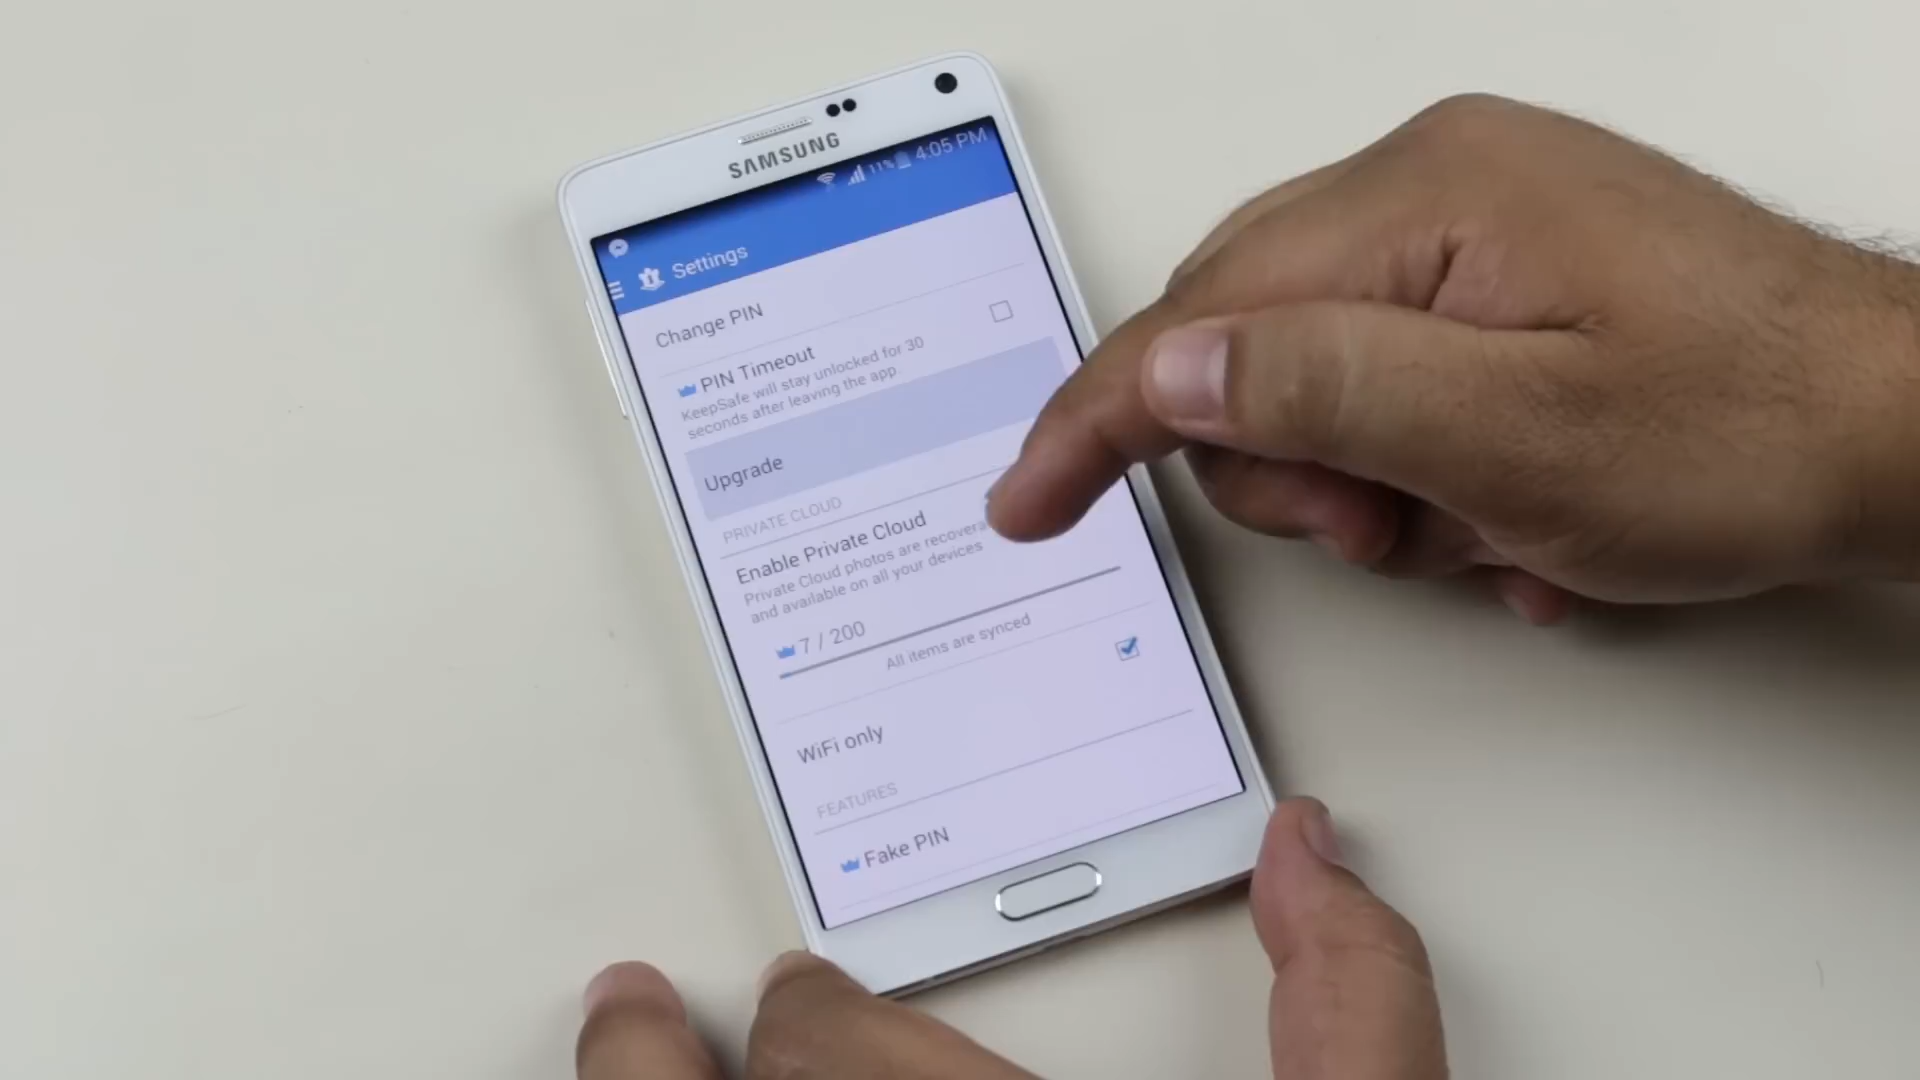 SAMSUNG
11% 4:05 PM
Settings
Change PIN
PIN Timeout
KeepSafe will stay unlocked for 30
seconds after leaving the app
Upgrade
PRIVATE CLOUD
Enable Private Cloud
Private Cloud photos are
and available on all your devices
7 / 200
All items are synced
WiFi only
FEATURES
Fake PIN